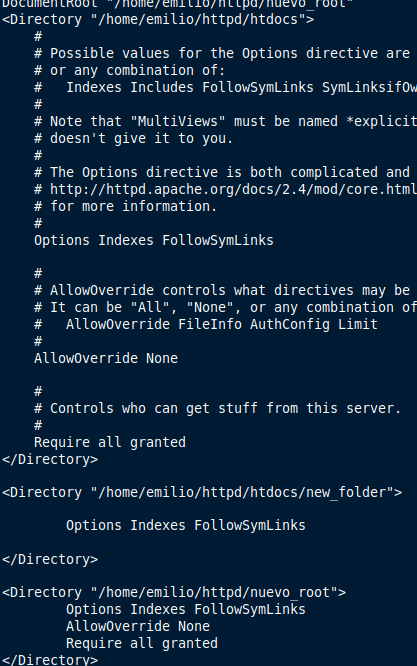 DocumentRoot "/home/emilio/httpd/nuevo_root"
<Directory "/home/emilio/httpd/htdocs">
#
# Possible values for the Options directive are
# or any combination of:
#   Indexes Includes FollowSymLinks SymLinksifOw
#
# Note that "MultiViews" must be named *explicit
# doesn't give it to you.
#
# The Options directive is both complicated and
# http://httpd.apache.org/docs/2.4/mod/core.html
# for more information.
#
Options Indexes FollowSymLinks
#
# AllowOverride controls what directives may be
# It can be "All", "None", or any combination of
#   AllowOverride FileInfo AuthConfig Limit
#
AllowOverride None
#
# Controls who can get stuff from this server.
#
Require all granted
</Directory>
<Directory "/home/emilio/httpd/htdocs/new_folder">
Options Indexes FollowSymLinks
</Directory>
<Directory "/home/emilio/httpd/nuevo_root">
Options Indexes FollowSymLinks
AllowOverride None
Require all granted
</Directory>